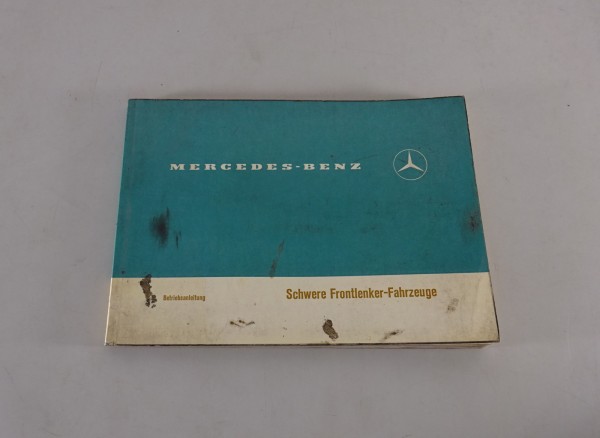 MERCEDES-BENZ
Betriebsanleitung
Schwere Frontlenker-Fahrzeuge